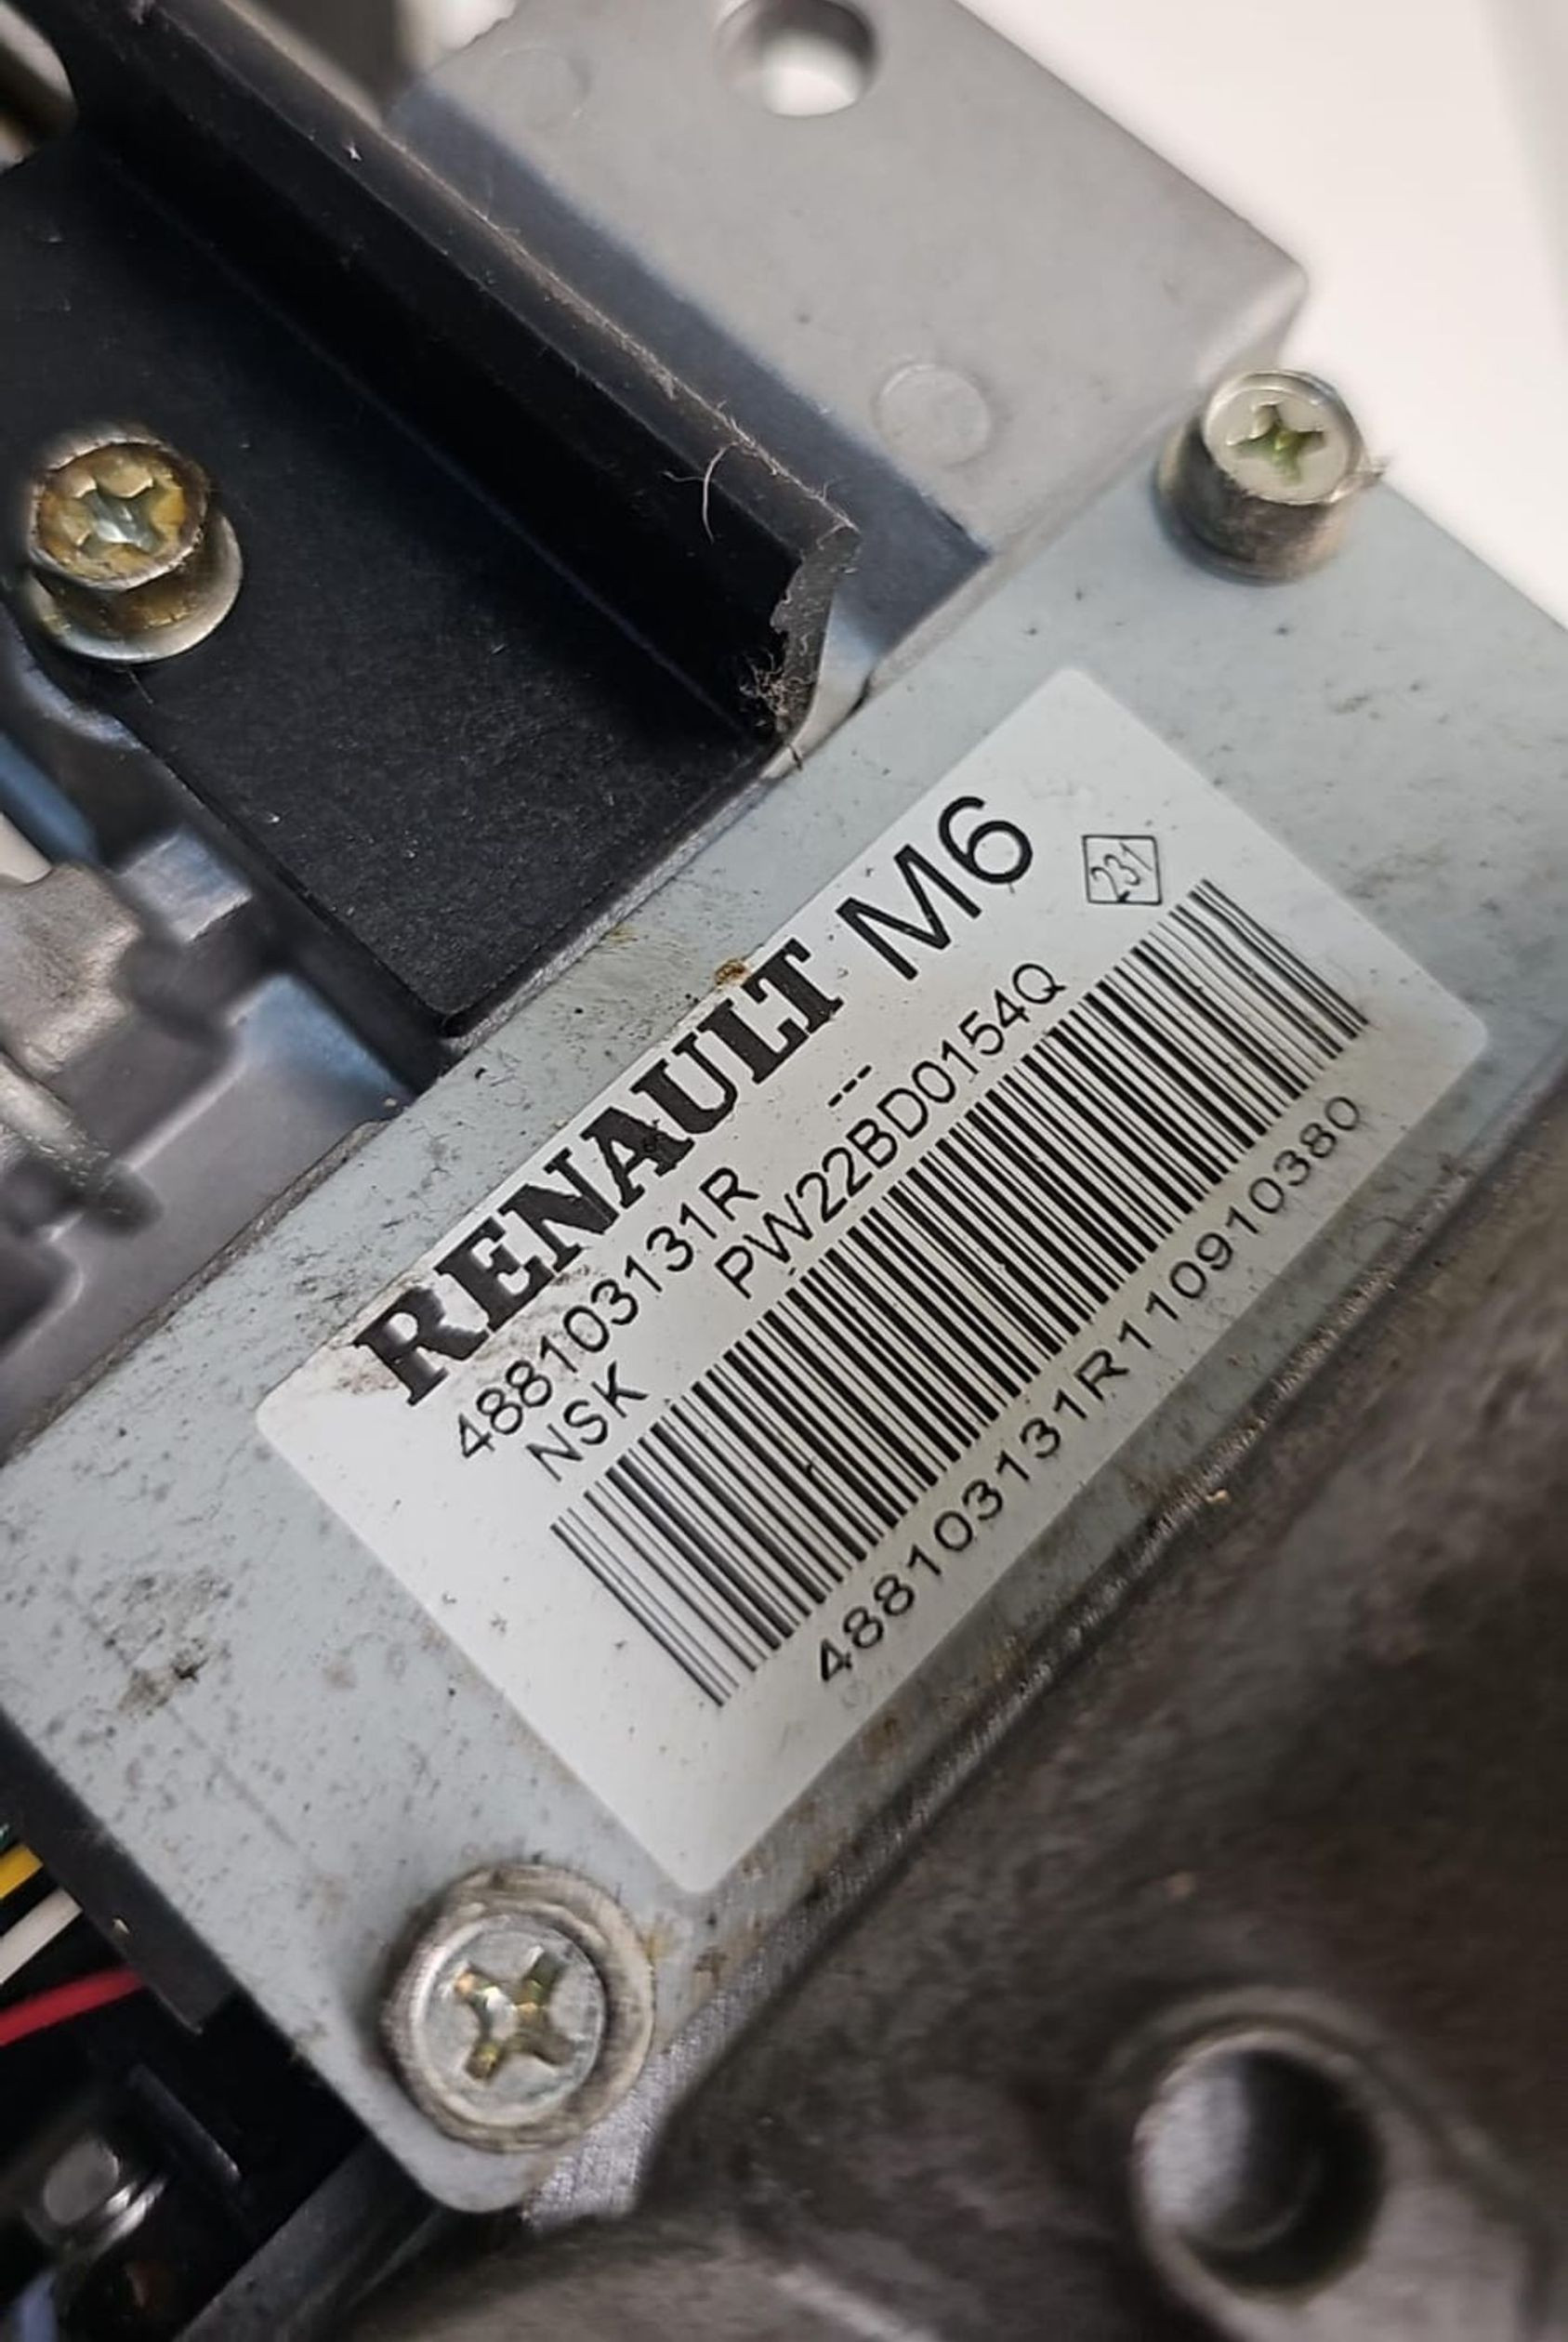 RENAULT M6
488103131R ---
NSK PW22BD0154Q
231
488103131R110910380